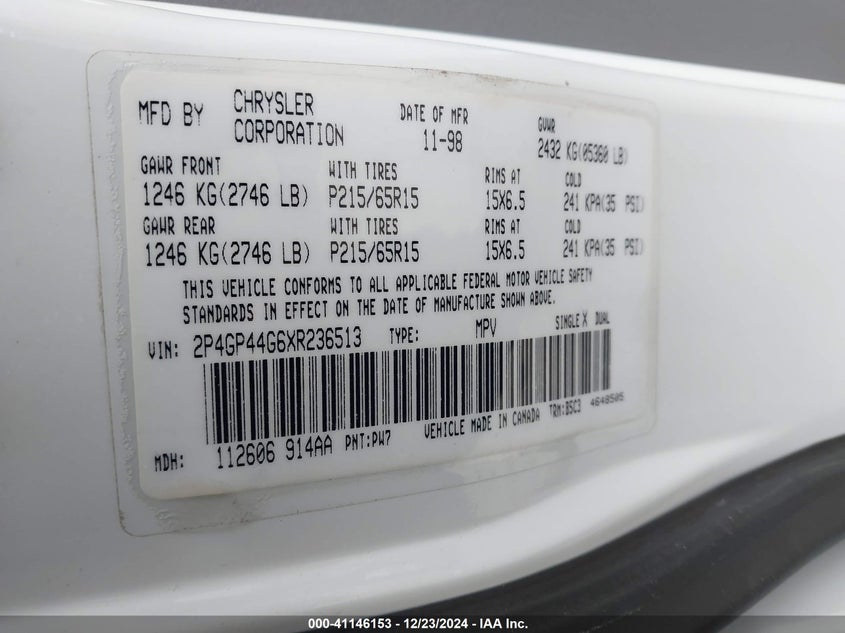 MFD BY CHRYSLER CORPORATION DATE OF MFR 11-98 GVWR 2432 KG(05360 LB)
GAWR FRONT WITH TIRES RIMS AT COLD
1246 KG(2746 LB) P215/65R15 15X6.5 241 KPA(35 PSI)
GAWR REAR WITH TIRES RIMS AT COLD
1246 KG(2746 LB) P215/65R15 15X6.5 241 KPA(35 PSI)
THIS VEHICLE CONFORMS TO ALL APPLICABLE FEDERAL MOTOR VEHICLE SAFETY
STANDARDS IN EFFECT ON THE DATE OF MANUFACTURE SHOWN ABOVE.
VIN: 2P4GP44G6XR236513 TYPE: MPV SINGLE X DUAL
MDH: 112606 914AA PNT:PW7 VEHICLE MADE IN CANADA TRM:B5C3 4648505
000-41146153 - 12/23/2024 - IAA Inc.